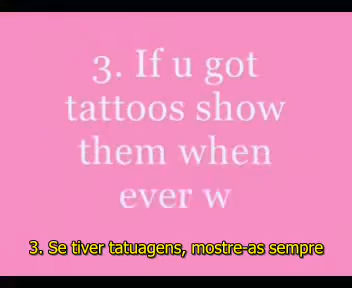 3. If u got
tattoos show
them when
ever w
3. Se tiver tatuagens, mostre-as sempre